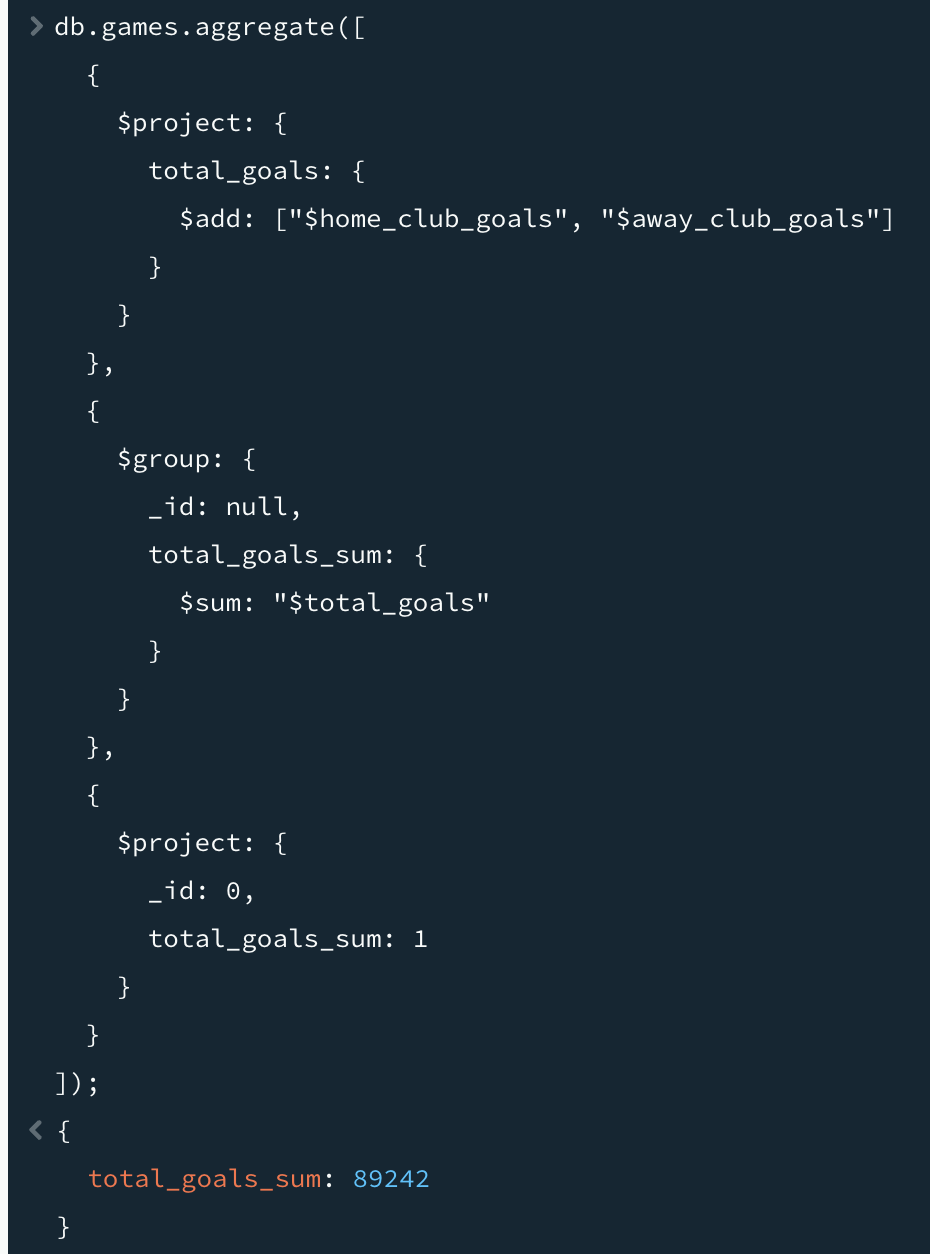 > db.games.aggregate([
{
$project: {
total_goals: {
$add: ["$home_club_goals", "$away_club_goals"]
}
}
},
{
$group: {
_id: null,
total_goals_sum: {
$sum: "$total_goals"
}
}
},
{
$project: {
_id: 0,
total_goals_sum: 1
}
}
]);
< {
total_goals_sum: 89242
}